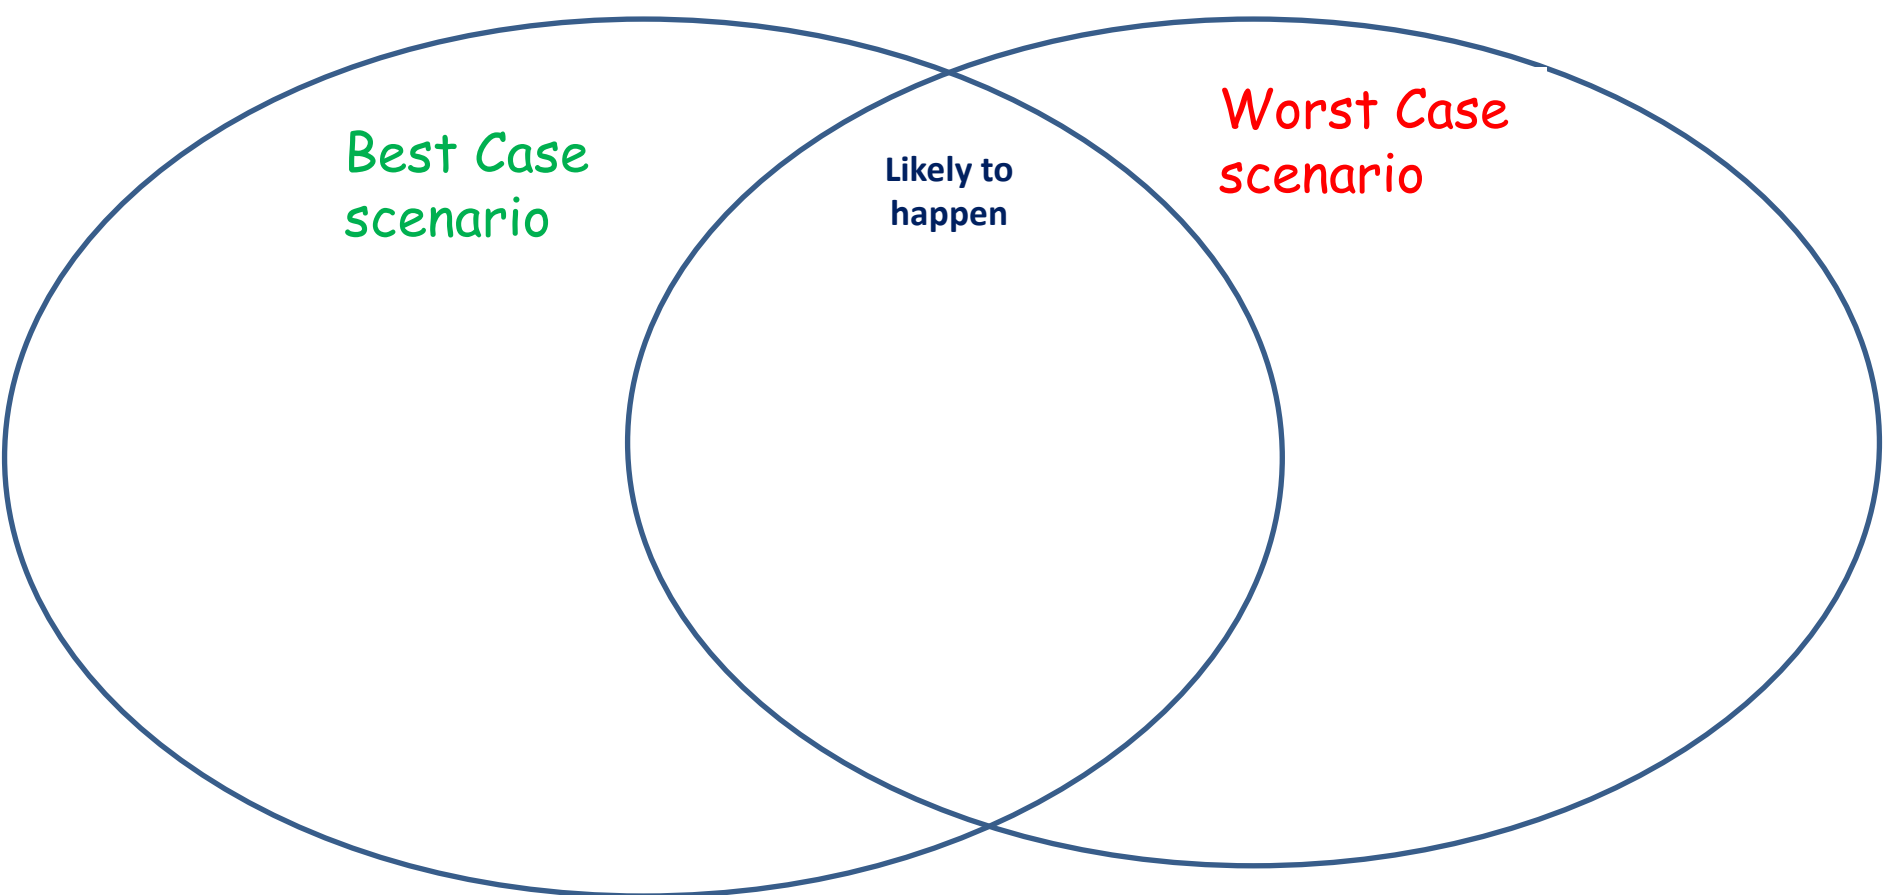 Best Case
scenario
Likely to
happen
Worst Case
scenario